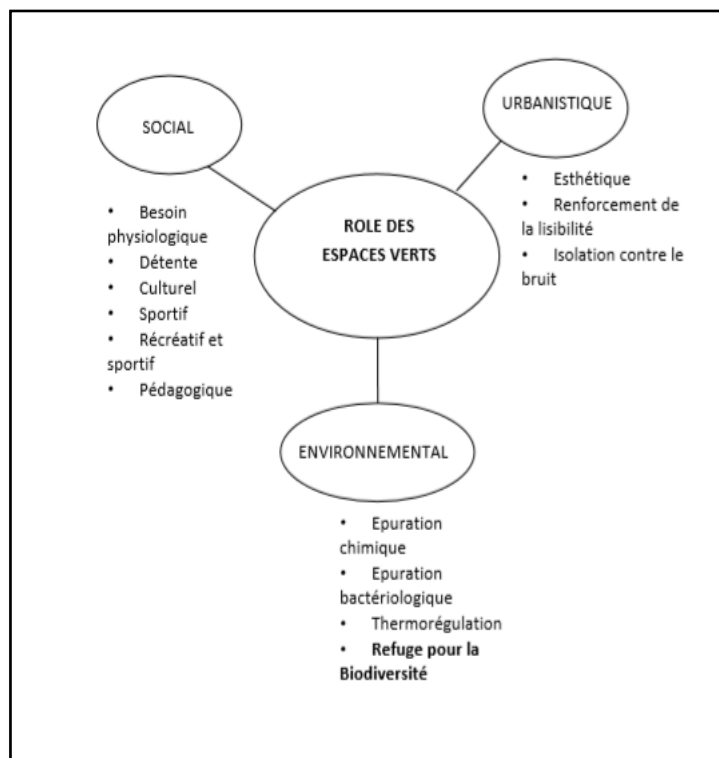 SOCIAL
• Besoin
physiologique
• Détente
• Culturel
• Sportif
• Récréatif et
sportif
• Pédagogique
URBANISTIQUE
• Esthétique
• Renforcement de
la lisibilité
• Isolation contre le
bruit
ROLE DES
ESPACES VERTS
ENVIRONNEMENTAL
• Epuration
chimique
• Epuration
bactériologique
• Thermorégulation
• Refuge pour la
Biodiversité